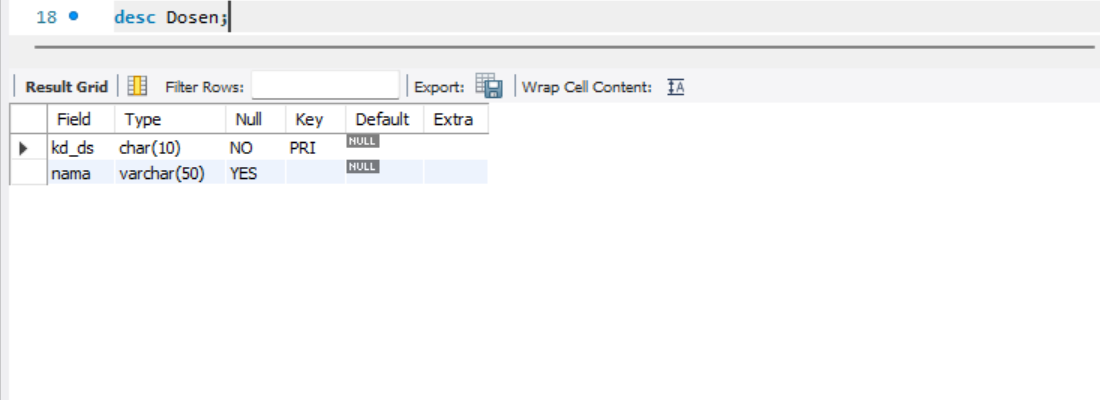 18 desc Dosen;
Result Grid Filter Rows: Export: Wrap Cell Content:
Field Type Null Key Default Extra
kd_ds char(10) NO PRI NULL
nama varchar(50) YES NULL